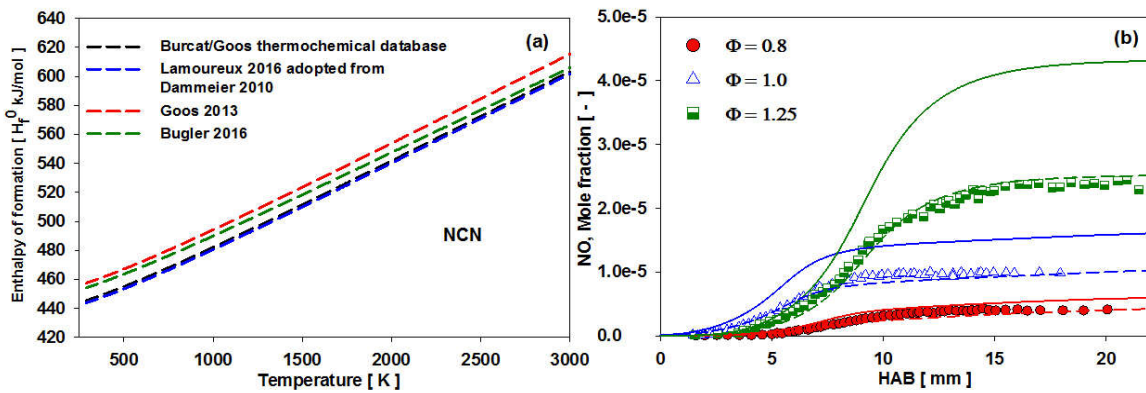 640
620
600
580
560
540
520
500
480
460
440
420
Enthalpy of formation [ H_f^0 kJ/mol ]
(a)
Burcat/Goos thermochemical database
Lamoureux 2016 adopted from
Dammeier 2010
Goos 2013
Bugler 2016
NCN
500
1000
1500
2000
2500
3000
Temperature [ K ]
5.0e-5
4.0e-5
3.0e-5
2.0e-5
1.0e-5
0.0
NO, Mole fraction [ - ]
(b)
Φ = 0.8
Φ = 1.0
Φ = 1.25
0
5
10
15
20
HAB [ mm ]